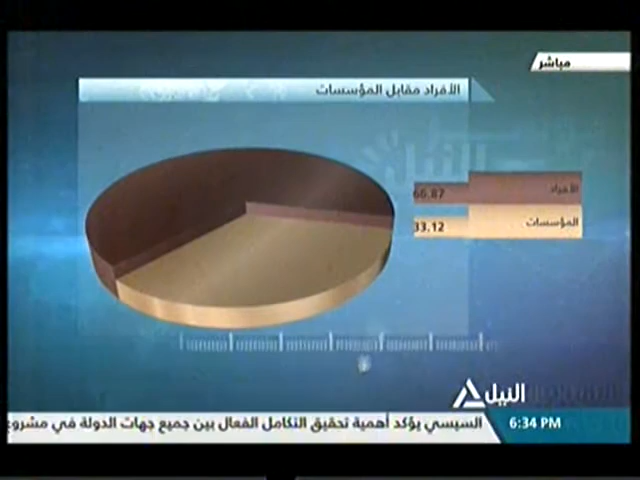 مباشر
الأفراد مقابل المؤسسات
الأفراد 66.87
المؤسسات 33.12
النيل
6:34 PM
السيسي يؤكد أهمية تحقيق التكامل الفعال بين جميع جهات الدولة في مشروع